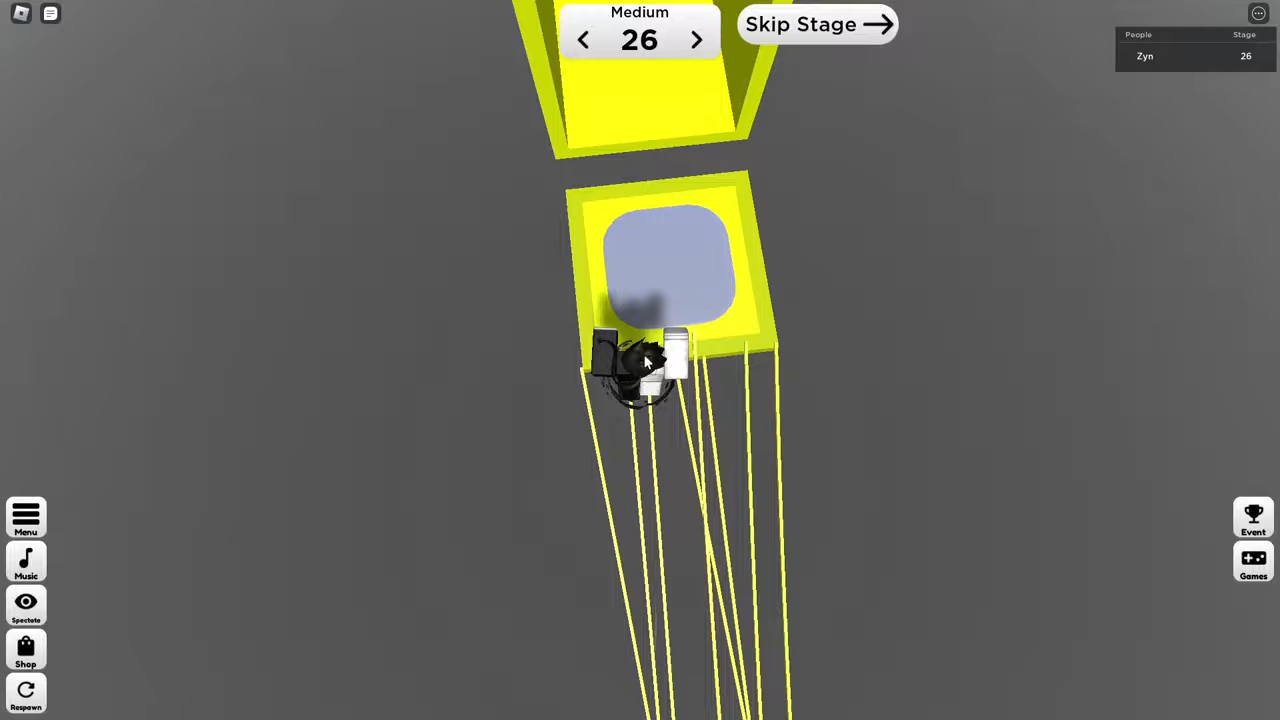 Medium
26
Skip Stage
People Stage
Zyn 26
Menu
Music
Spectate
Shop
Respawn
Event
Games